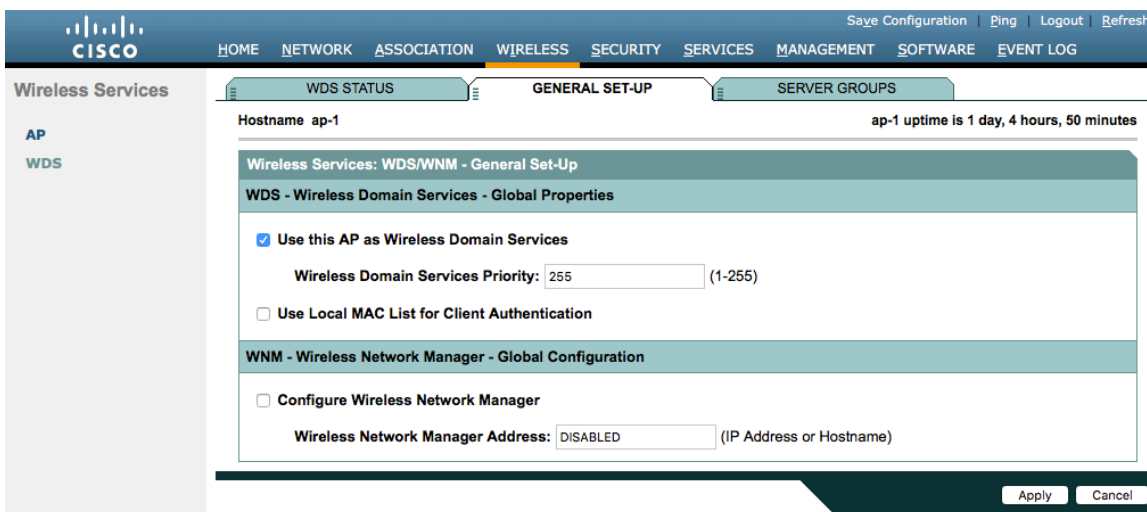 Save Configuration | Ping | Logout | Refresh
CISCO
HOME NETWORK ASSOCIATION WIRELESS SECURITY SERVICES MANAGEMENT SOFTWARE EVENT LOG
Wireless Services
AP
WDS
WDS STATUS GENERAL SET-UP SERVER GROUPS
Hostname ap-1 ap-1 uptime is 1 day, 4 hours, 50 minutes
Wireless Services: WDS/WNM - General Set-Up
WDS - Wireless Domain Services - Global Properties
Use this AP as Wireless Domain Services
Wireless Domain Services Priority: 255 (1-255)
Use Local MAC List for Client Authentication
WNM - Wireless Network Manager - Global Configuration
Configure Wireless Network Manager
Wireless Network Manager Address: DISABLED (IP Address or Hostname)
Apply Cancel